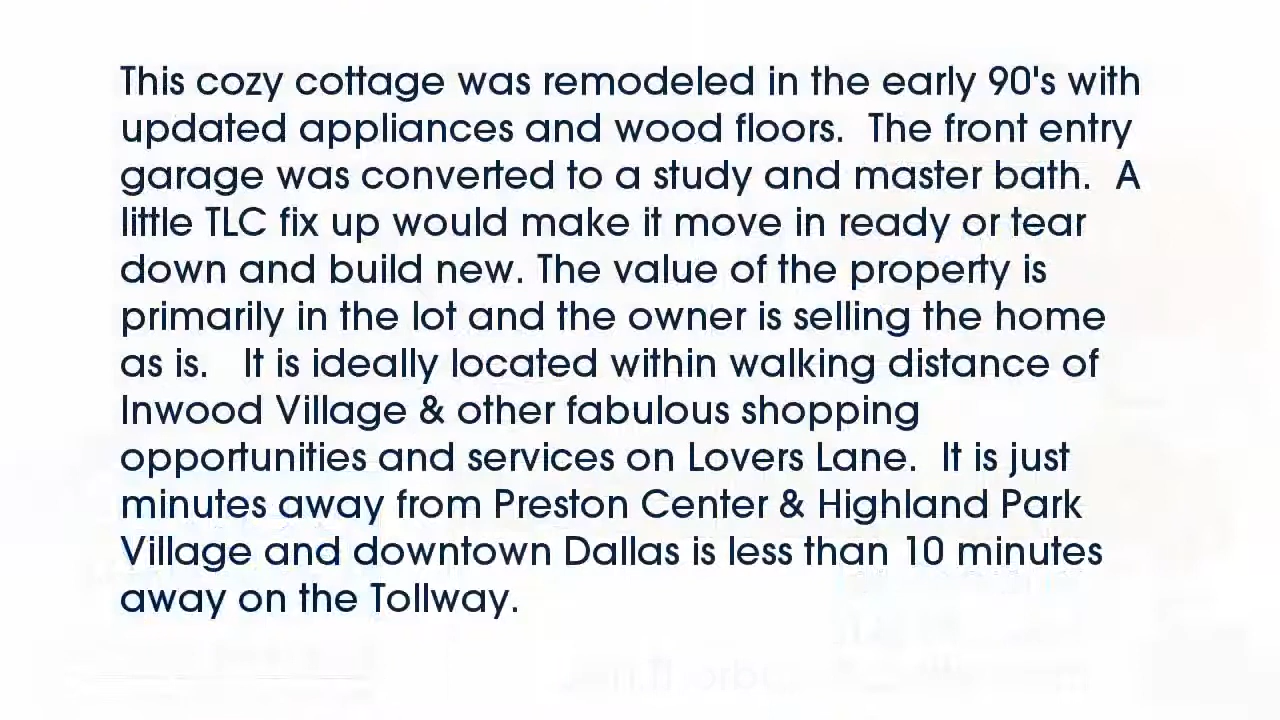 This cozy cottage was remodeled in the early 90's with
updated appliances and wood floors.  The front entry
garage was converted to a study and master bath.  A
little TLC fix up would make it move in ready or tear
down and build new. The value of the property is
primarily in the lot and the owner is selling the home
as is.   It is ideally located within walking distance of
Inwood Village & other fabulous shopping
opportunities and services on Lovers Lane.  It is just
minutes away from Preston Center & Highland Park
Village and downtown Dallas is less than 10 minutes
away on the Tollway.